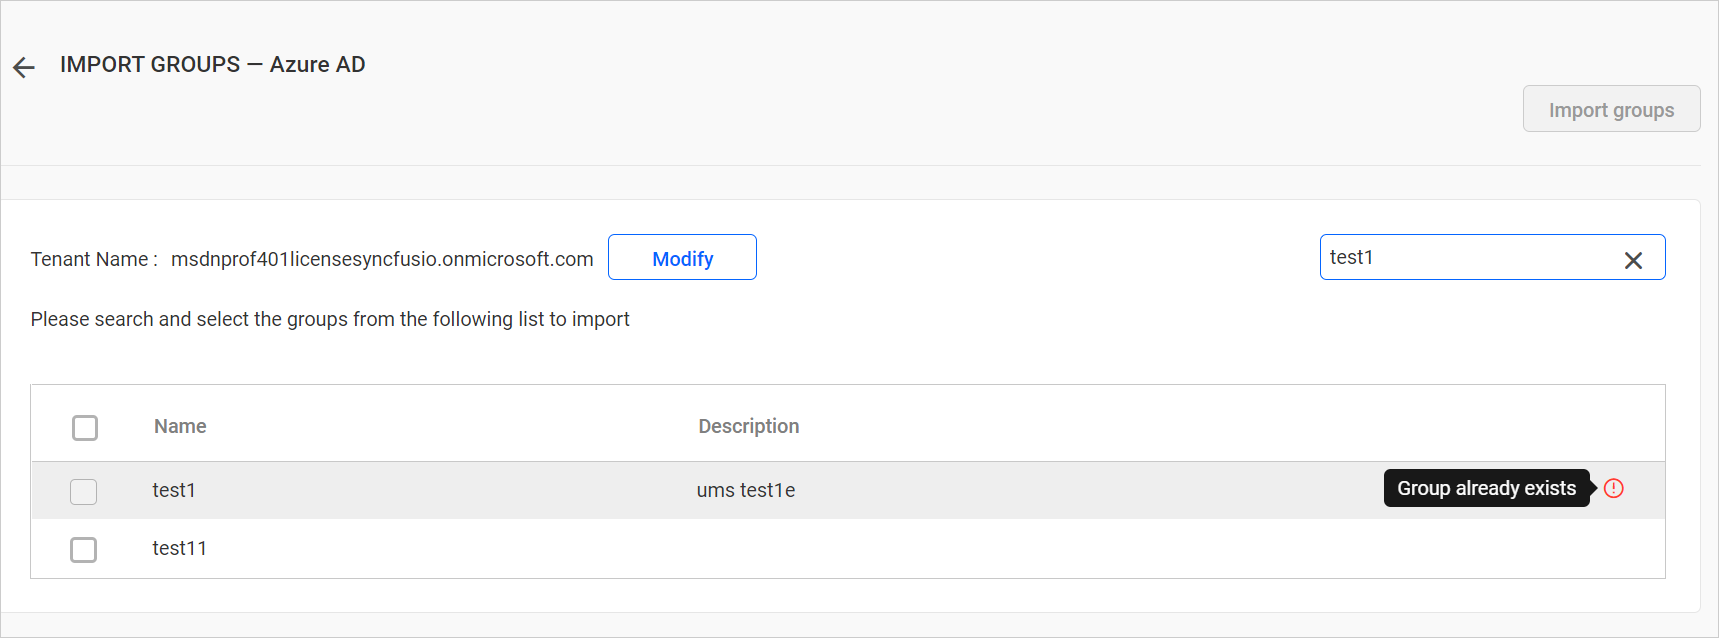 IMPORT GROUPS — Azure AD
Import groups
Tenant Name : msdnprof401licensesyncfusio.onmicrosoft.com Modify test1
Please search and select the groups from the following list to import
Name Description
test1 ums test1e Group already exists
test11